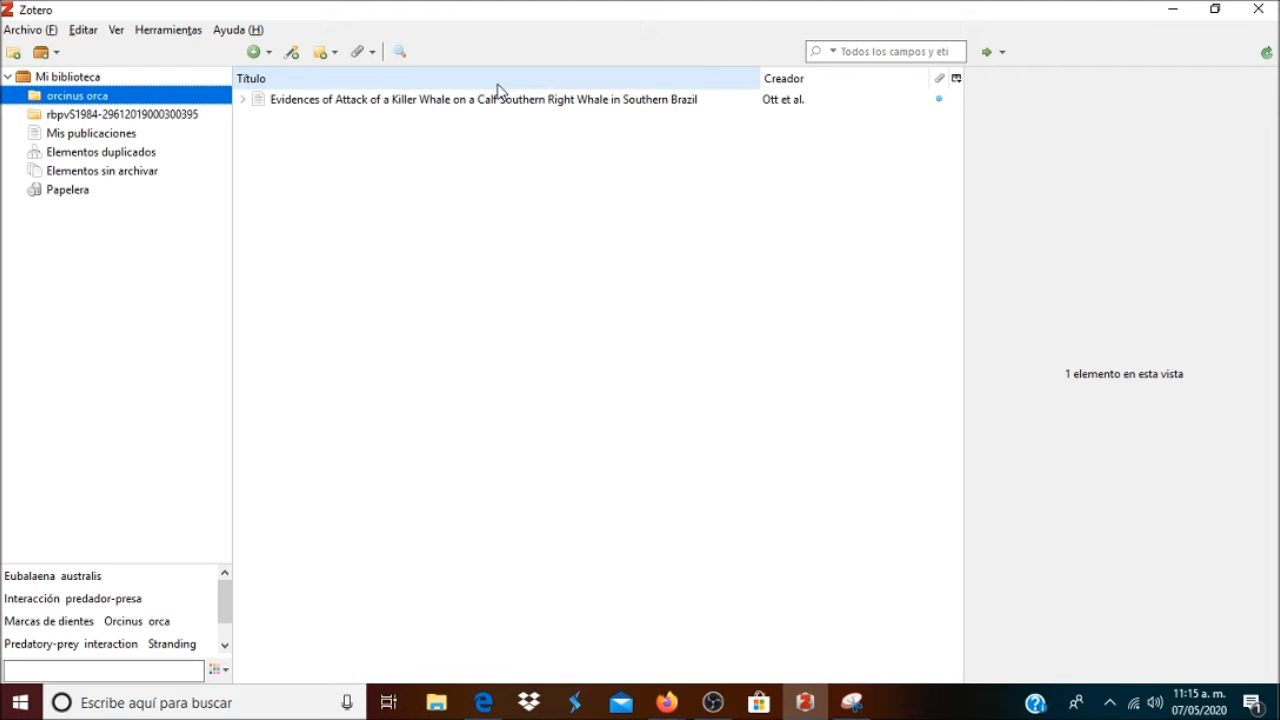 Zotero
Archivo (F) Editar Ver Herramientas Ayuda (H)
Todos los campos y eti
Mi biblioteca
orcinus orca
rbpvS1984-29612019000300395
Mis publicaciones
Elementos duplicados
Elementos sin archivar
Papelera
Título Creador
Evidences of Attack of a Killer Whale on a Calf Southern Right Whale in Southern Brazil Ott et al.
1 elemento en esta vista
Eubalaena australis
Interacción predador-presa
Marcas de dientes Orcinus orca
Predatory-prey interaction Stranding
Escribe aquí para buscar
11:15 a. m.
07/05/2020
1